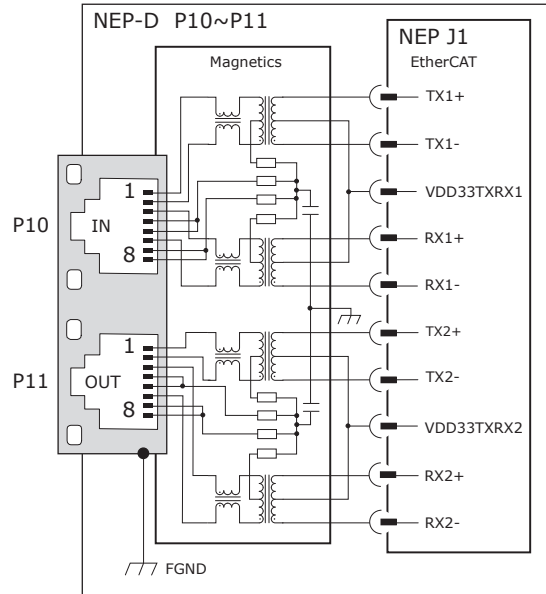 NEP-D P10~P11
NEP J1
Magnetics
EtherCAT
TX1+
TX1-
1
VDD33TXRX1
P10
IN
RX1+
8
RX1-
TX2+
1
P11
OUT
TX2-
8
VDD33TXRX2
RX2+
RX2-
FGND